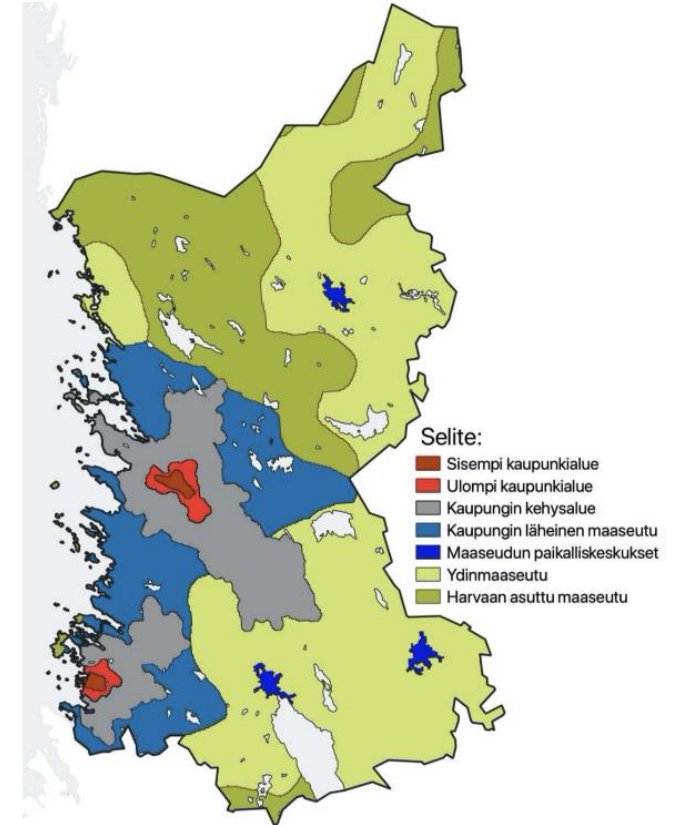 Selite:
Sisempi kaupunkialue
Ulompi kaupunkialue
Kaupungin kehysalue
Kaupungin läheinen maaseutu
Maaseudun paikalliskeskukset
Ydinmaaseutu
Harvaan asuttu maaseutu